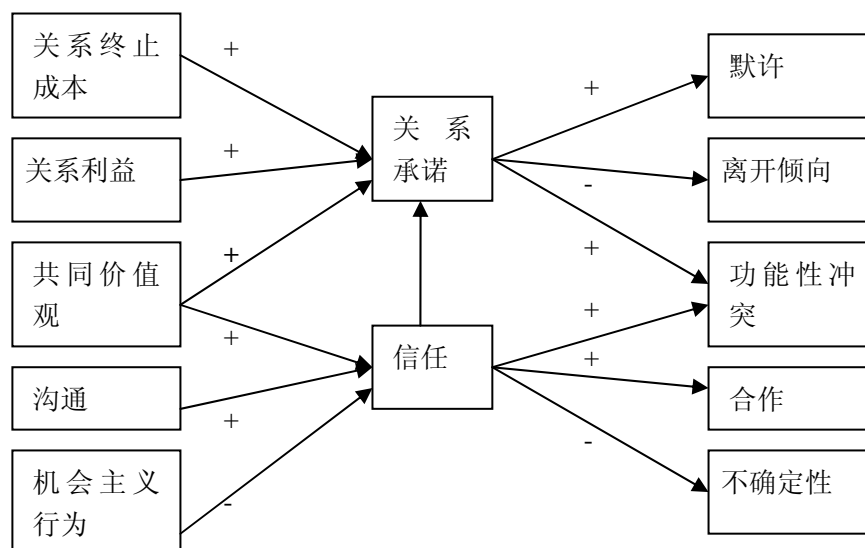 关系终止
成本
关系利益
共同价值
观
沟通
机会主义
行为
+
+
+
+
+
-
关系
承诺
信任
+
-
+
+
+
-
默许
离开倾向
功能性冲
突
合作
不确定性